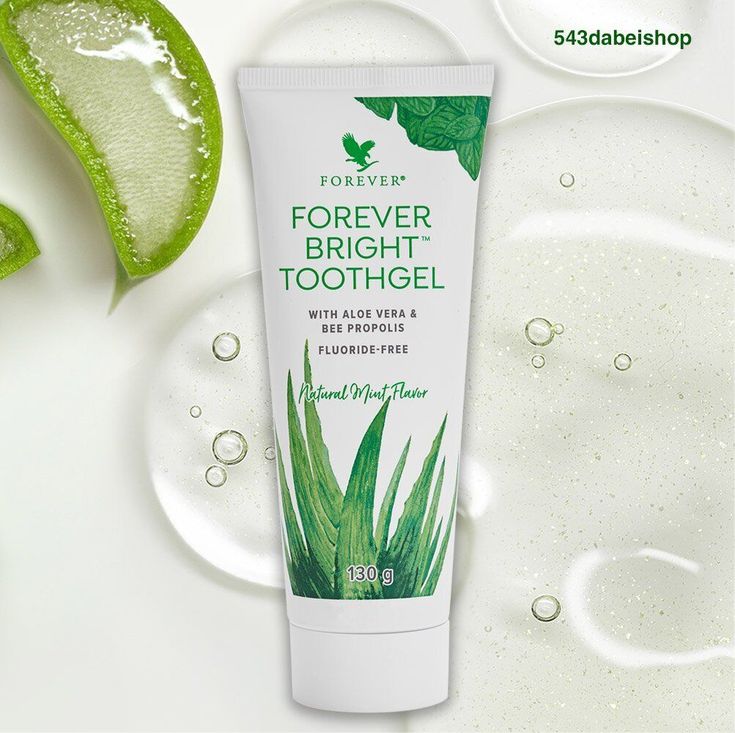 543dabeishop
FOREVER®
FOREVER
BRIGHT™
TOOTHGEL
WITH ALOE VERA &
BEE PROPOLIS
FLUORIDE-FREE
Natural Mint Flavor
130 g